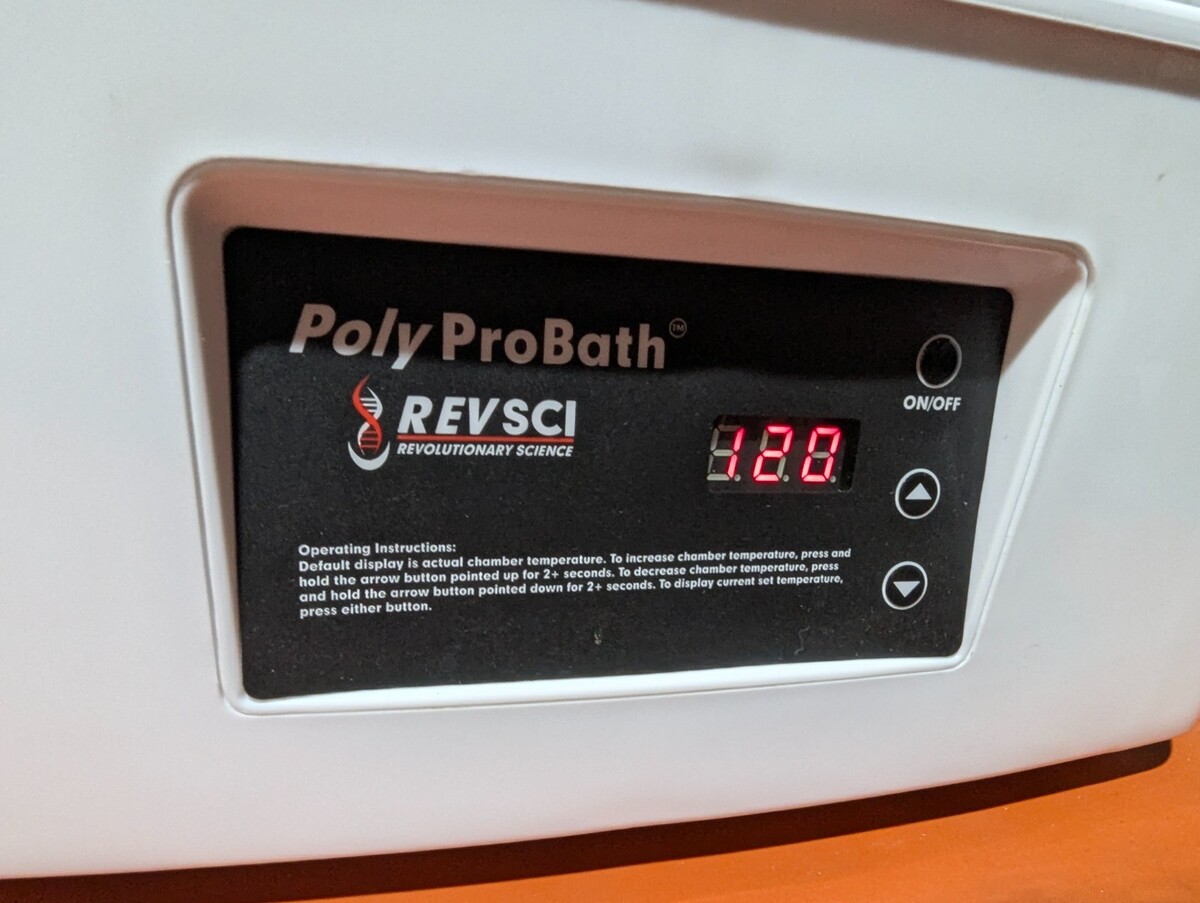 Poly ProBath™
REVSCI
REVOLUTIONARY SCIENCE
120
ON/OFF
Operating Instructions:
Default display is actual chamber temperature. To increase chamber temperature, press and
hold the arrow button pointed up for 2+ seconds. To decrease chamber temperature, press
and hold the arrow button pointed down for 2+ seconds. To display current set temperature,
press either button.